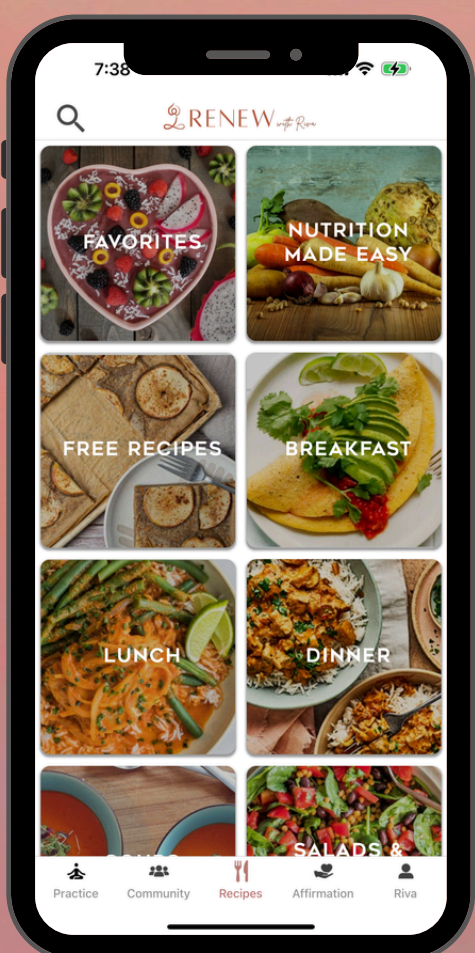 7:38
RENEW with Riva
FAVORITES
NUTRITION
MADE EASY
FREE RECIPES
BREAKFAST
LUNCH
DINNER
SALADS &
Practice
Community
Recipes
Affirmation
Riva